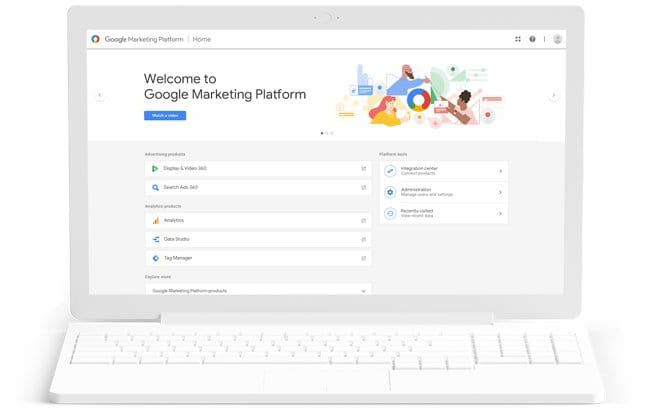 Google Marketing Platform | Home
Welcome to
Google Marketing Platform
Watch a video
Advertising products
Display & Video 360
Search Ads 360
Analytics products
Analytics
Data Studio
Tag Manager
Explore more
Google Marketing Platform products
Platform tools
Integration center
Connect products
Administration
Manage users and settings
Recently visited
View recent data